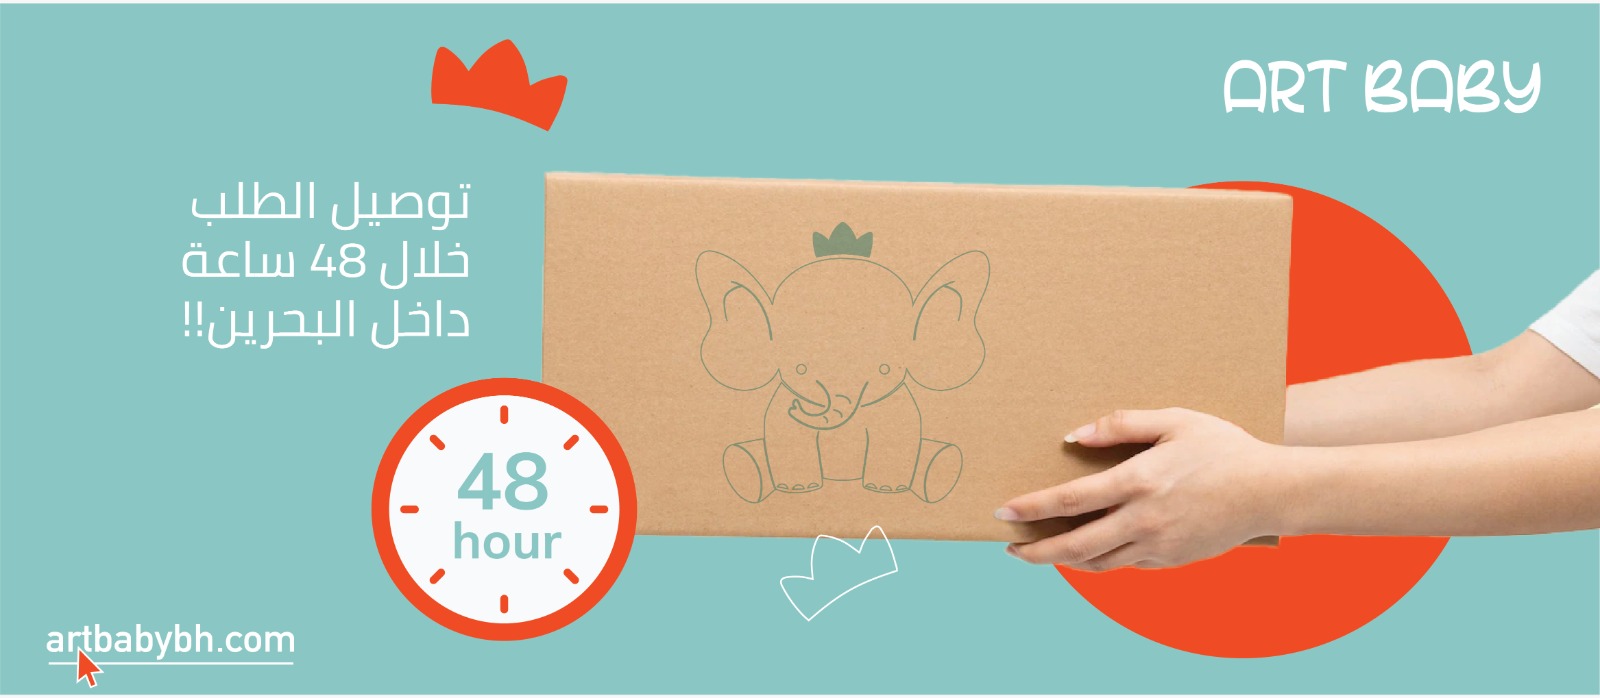 ART BABY
توصيل الطلب
خلال 48 ساعة
داخل البحرين!!
48
hour
artbabybh.com